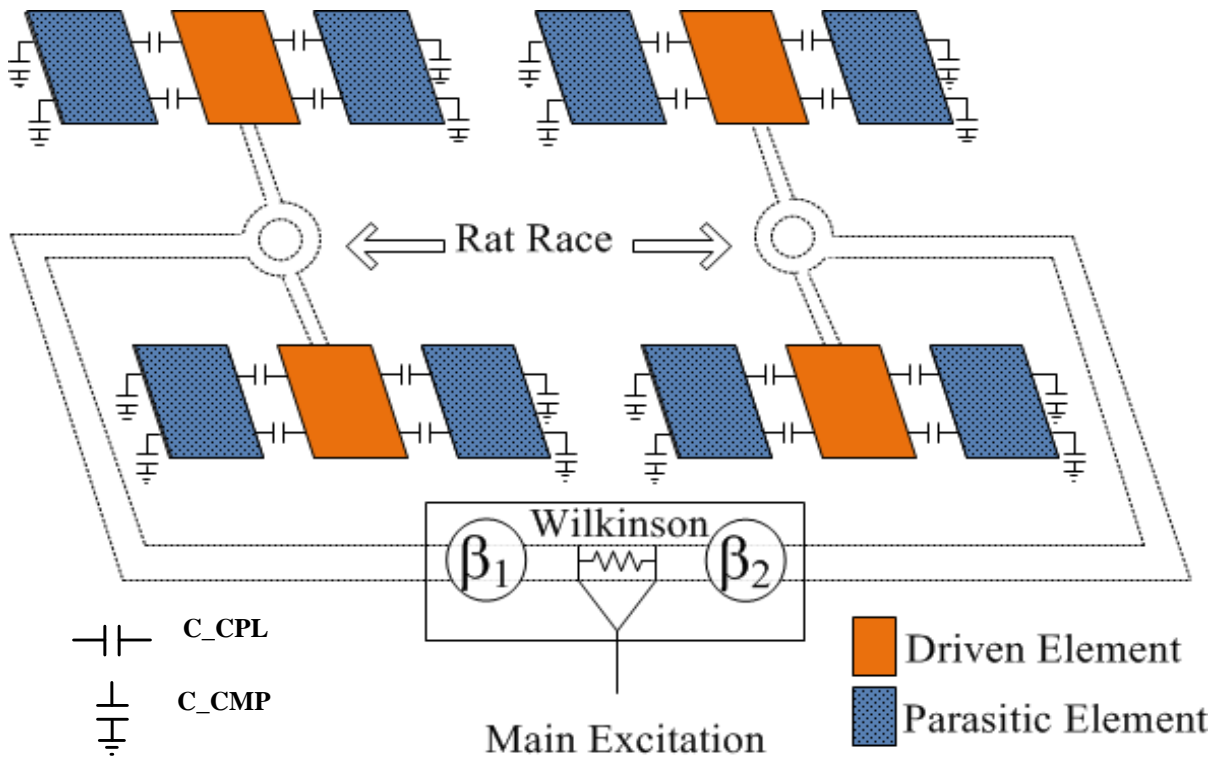 Rat Race
Wilkinson
β1
β2
C_CPL
C_CMP
Main Excitation
Driven Element
Parasitic Element